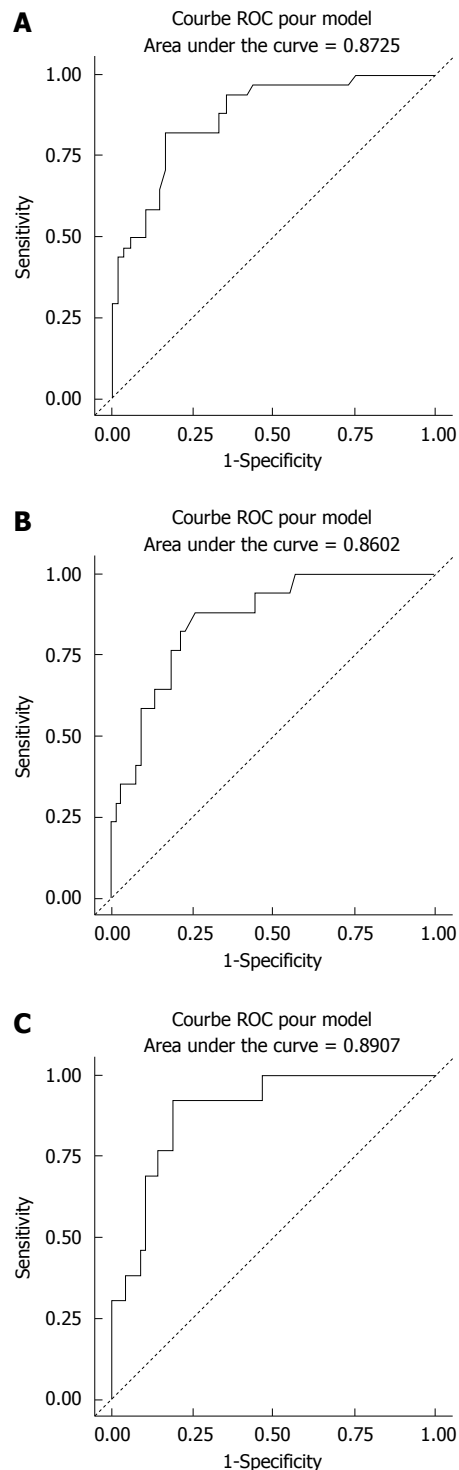 A
Courbe ROC pour model
Area under the curve = 0.8725
1.00
0.75
0.50
0.25
0.00
Sensitivity
0.00 0.25 0.50 0.75 1.00
1-Specificity
B
Courbe ROC pour model
Area under the curve = 0.8602
1.00
0.75
0.50
0.25
0.00
Sensitivity
0.00 0.25 0.50 0.75 1.00
1-Specificity
C
Courbe ROC pour model
Area under the curve = 0.8907
1.00
0.75
0.50
0.25
0.00
Sensitivity
0.00 0.25 0.50 0.75 1.00
1-Specificity